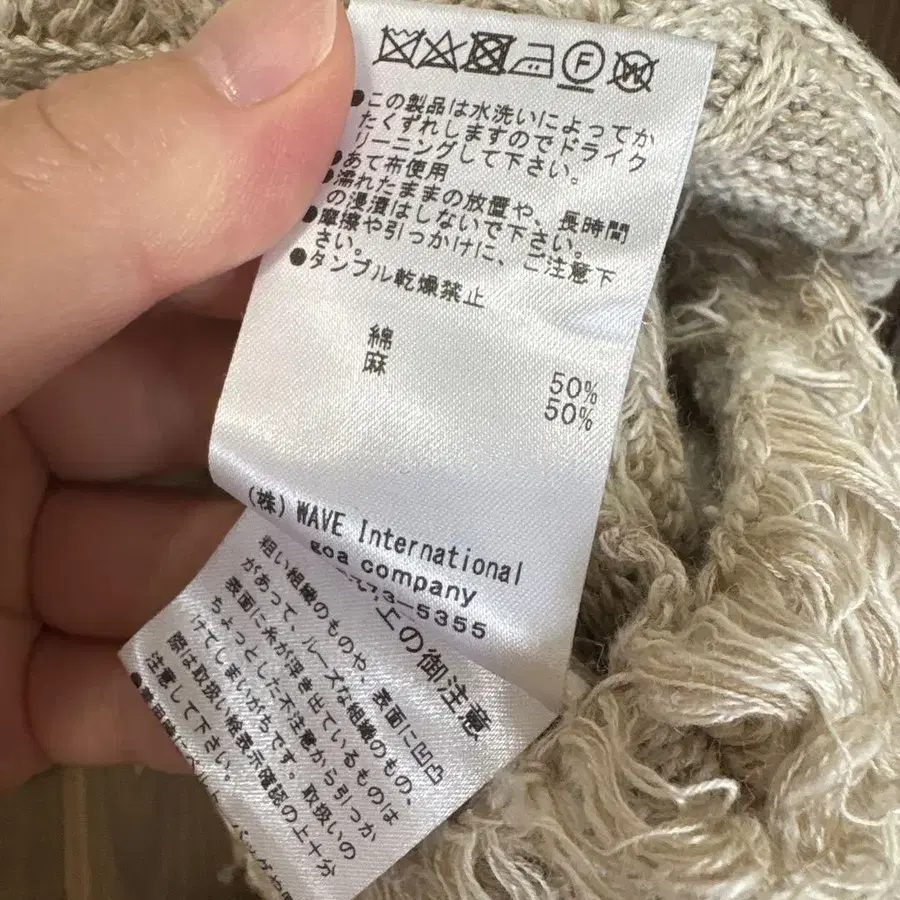 F W
●この製品は水洗いによってか
たくずれしますのでドライク
リーニングして下さい。
●あて布使用
●濡れたままの放置や、長時間
の浸漬はしないで下さい。
●摩擦や引っかけに、ご注意下
さい。
●タンブル乾燥禁止
綿 50%
麻 50%
(株) WAVE International
goa company
73-5355
上の御注意
粗い組織のものや、表面に凹凸
があって、ルーズな組織のもの、
表面に糸が浮き出ているものは
ちょっとした不注意から引っか
けてしまいがちです。取扱いの
際は取扱い絵表示確認の上十分
注意して下さい。